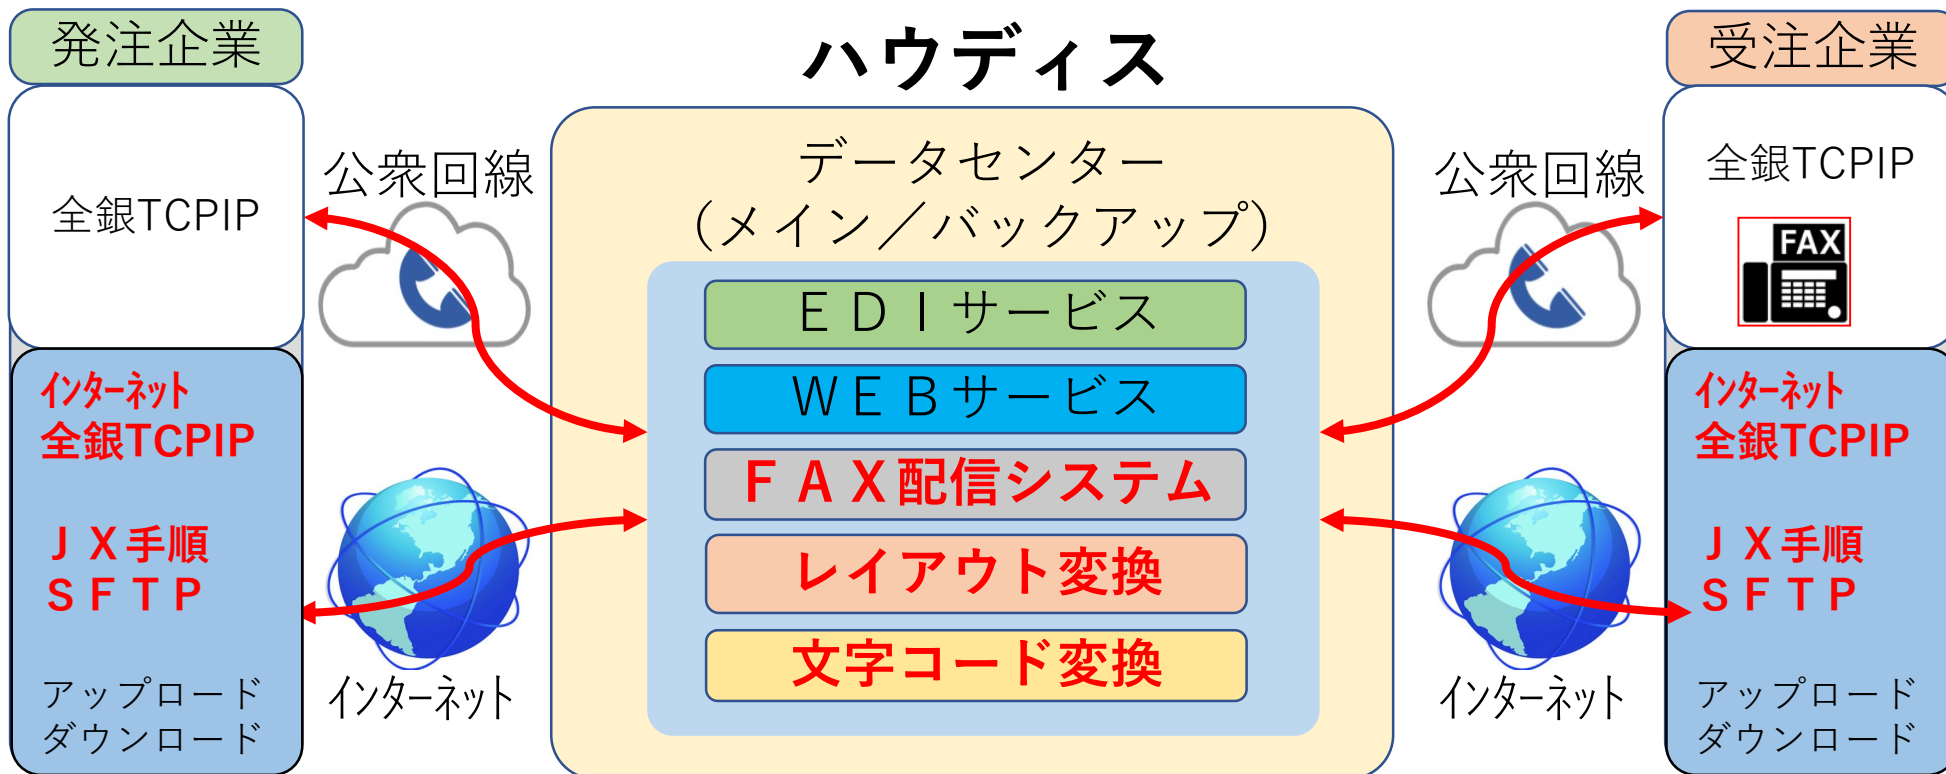 発注企業
全銀TCPIP
インターネット
全銀TCPIP
ＪＸ手順
ＳＦＴＰ
アップロード
ダウンロード
公衆回線
インターネット
ハウディス
データセンター
（メイン／バックアップ）
ＥＤＩサービス
ＷＥＢサービス
ＦＡＸ配信システム
レイアウト変換
文字コード変換
公衆回線
インターネット
受注企業
全銀TCPIP
FAX
インターネット
全銀TCPIP
ＪＸ手順
ＳＦＴＰ
アップロード
ダウンロード